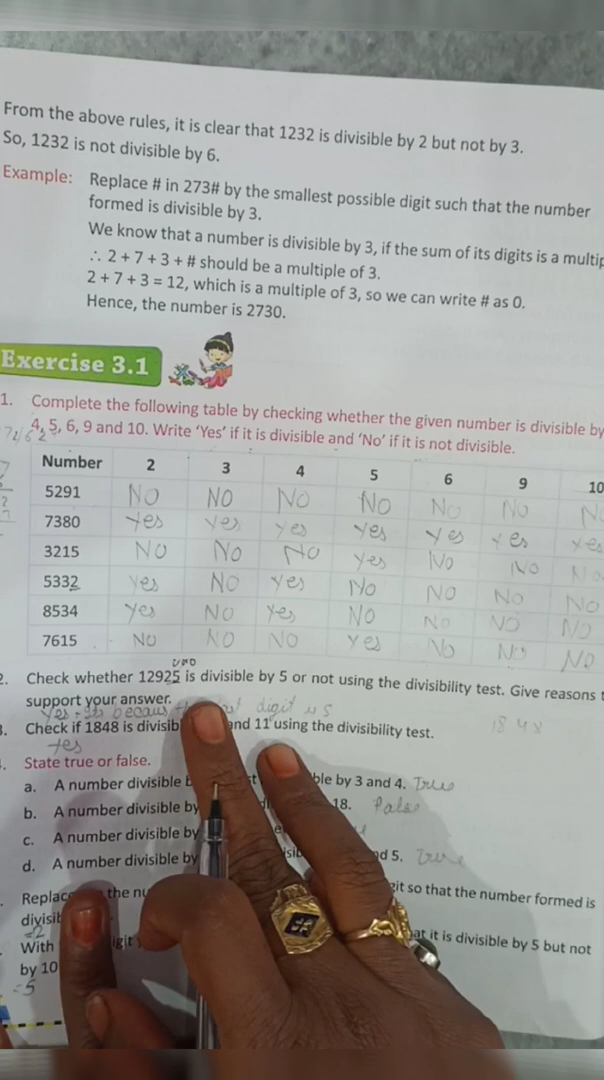 From the above rules, it is clear that 1232 is divisible by 2 but not by 3.
So, 1232 is not divisible by 6.
Example: Replace # in 273# by the smallest possible digit such that the number
formed is divisible by 3.
We know that a number is divisible by 3, if the sum of its digits is a
∴ 2 + 7 + 3 + # should be a multiple of 3.
2 + 7 + 3 = 12, which is a multiple of 3, so we can write # as 0.
Hence, the number is 2730.
Exercise 3.1
1. Complete the following table by checking whether the given number is divisible by
4, 5, 6, 9 and 10. Write ‘Yes’ if it is divisible and ‘No’ if it is not divisible.
Number 2 3 4 5 6 9 10
5291 NO NO NO NO NO NO
7380 Yes Yes Yes Yes Yes Yes Yes
3215 NO NO NO Yes NO NO NO
5332 Yes NO Yes NO NO NO NO
8534 Yes NO Yes NO NO NO NO
7615 NO NO NO Yes NO NO NO
Check whether 12925 is divisible by 5 or not using the divisibility test. Give reasons
support your answer.
Yes digit is 5
Check if 1848 is and 11 using the divisibility test.
1848
Yes
State true or false.
a. A number divisible by 3 and 4. True
b. A number divisible by 18.
c. A number divisible by
d. A number divisible by 5. True
the so that the number formed is
With it is divisible by 5 but not
by 10
=5